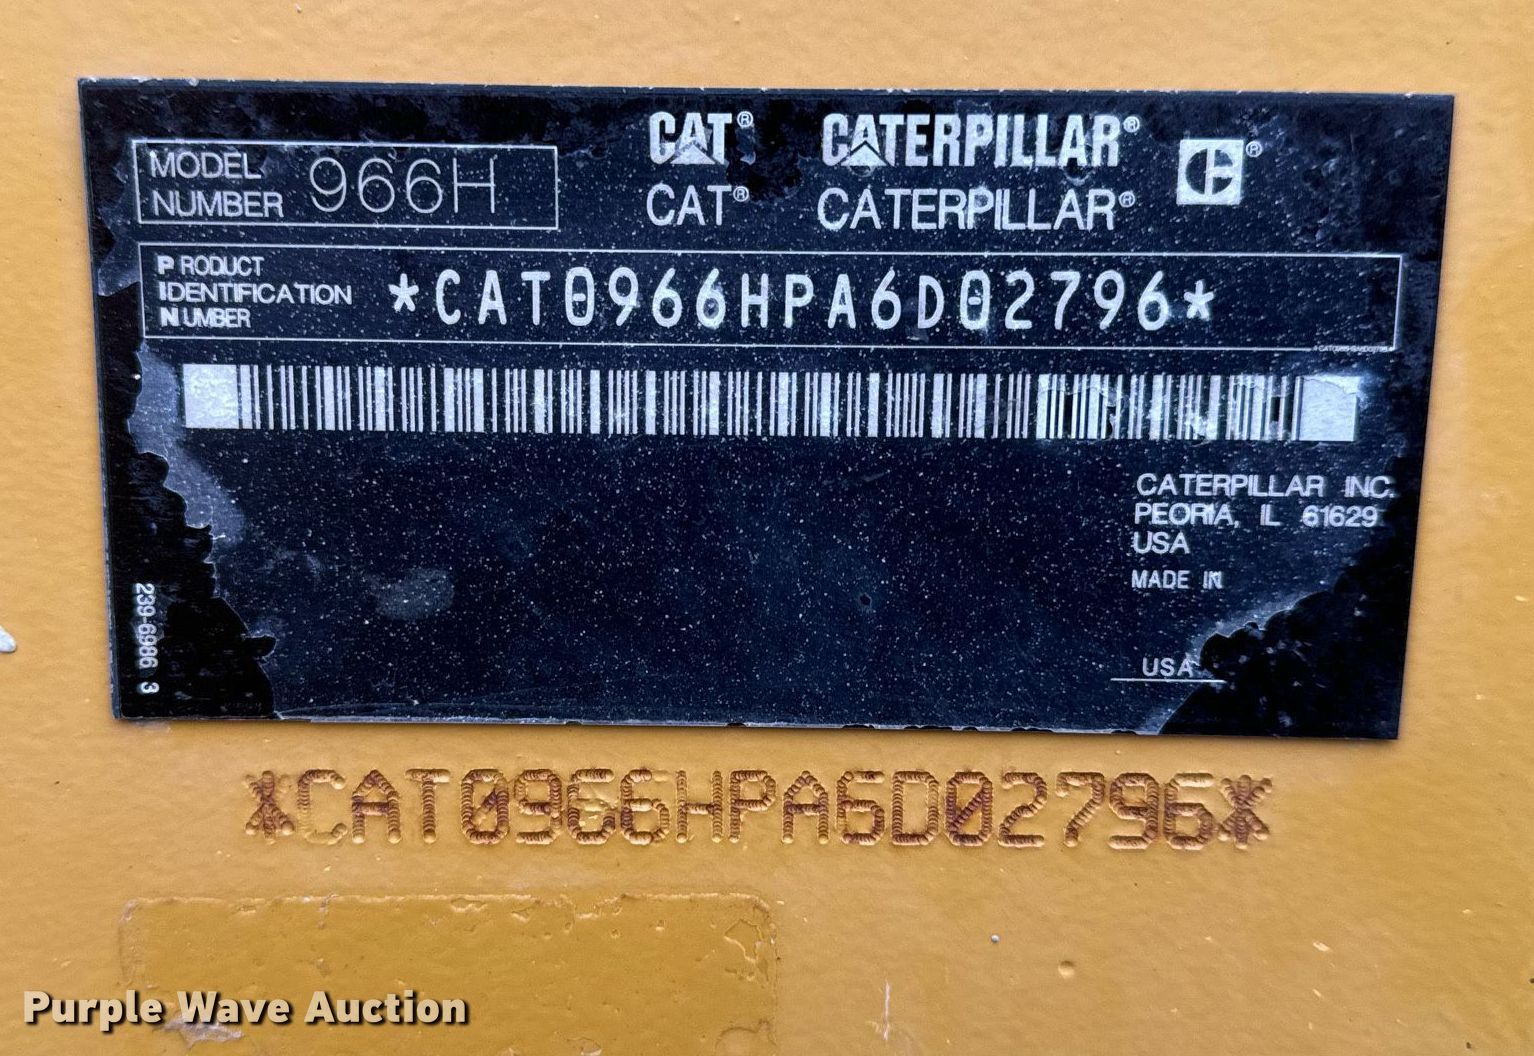 MODEL NUMBER 966H
CAT® CATERPILLAR® CE®
CAT® CATERPILLAR®
PRODUCT IDENTIFICATION NUMBER
*CAT0966HPA6D02796*
CATERPILLAR INC.
PEORIA, IL 61629
USA
MADE IN
USA
239-6986 3
*CAT0966HPA6D02796*
Purple Wave Auction